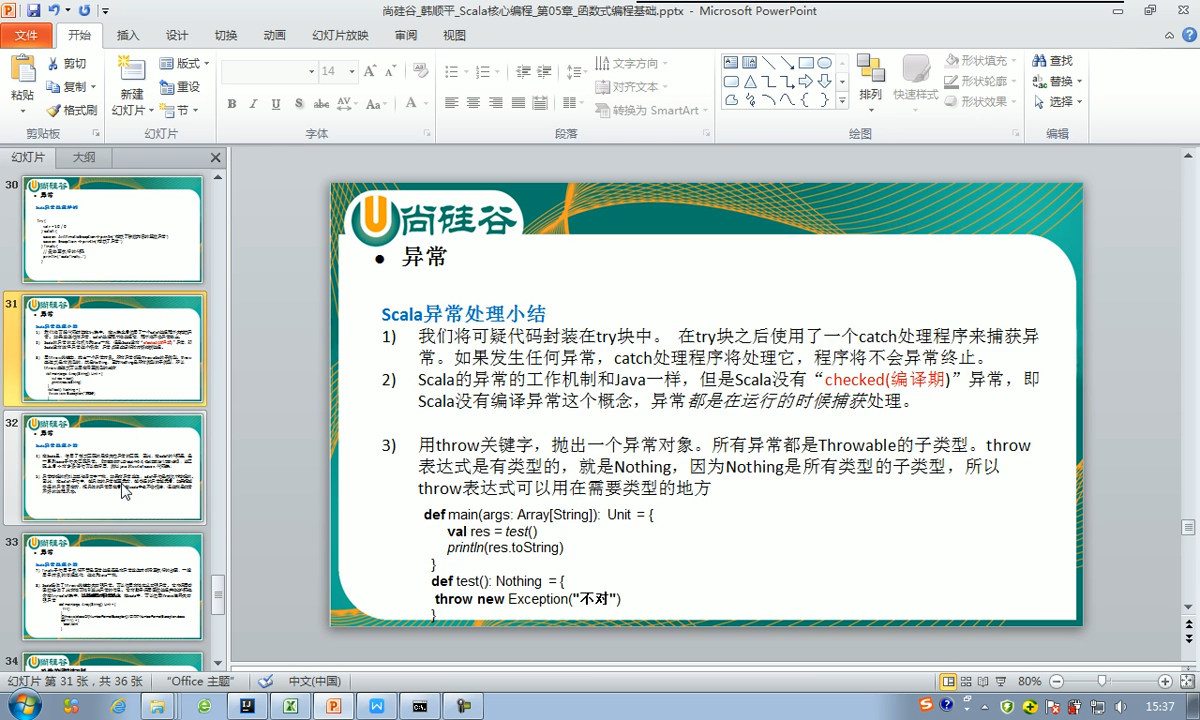 尚硅谷_韩顺平_Scala核心编程_第05章_函数式编程基础.pptx - Microsoft PowerPoint
文件 开始 插入 设计 切换 动画 幻灯片放映 审阅 视图
剪切 版式 14 文字方向 形状填充 查找
复制 重设 对齐文本 形状轮廓 替换
粘贴 格式刷 新建 幻灯片 节 B I U S abc AV Aa A 转换为 SmartArt 排列 快速样式 形状效果 选择
剪贴板 幻灯片 字体 段落 绘图 编辑
幻灯片 大纲
30
31
32
33
34
尚硅谷
• 异常
Scala异常处理小结
1) 我们将可疑代码封装在try块中。 在try块之后使用了一个catch处理程序来捕获异
常。如果发生任何异常，catch处理程序将处理它，程序将不会异常终止。
2) Scala的异常的工作机制和Java一样，但是Scala没有“checked(编译期)”异常，即
Scala没有编译异常这个概念，异常都是在运行的时候捕获处理。
3) 用throw关键字，抛出一个异常对象。所有异常都是Throwable的子类型。throw
表达式是有类型的，就是Nothing，因为Nothing是所有类型的子类型，所以
throw表达式可以用在需要类型的地方
def main(args: Array[String]): Unit = {
val res = test()
println(res.toString)
}
def test(): Nothing = {
throw new Exception("不对")
}
幻灯片 第 31 张，共 36 张 "Office 主题" 中文(中国) 80%
15:37